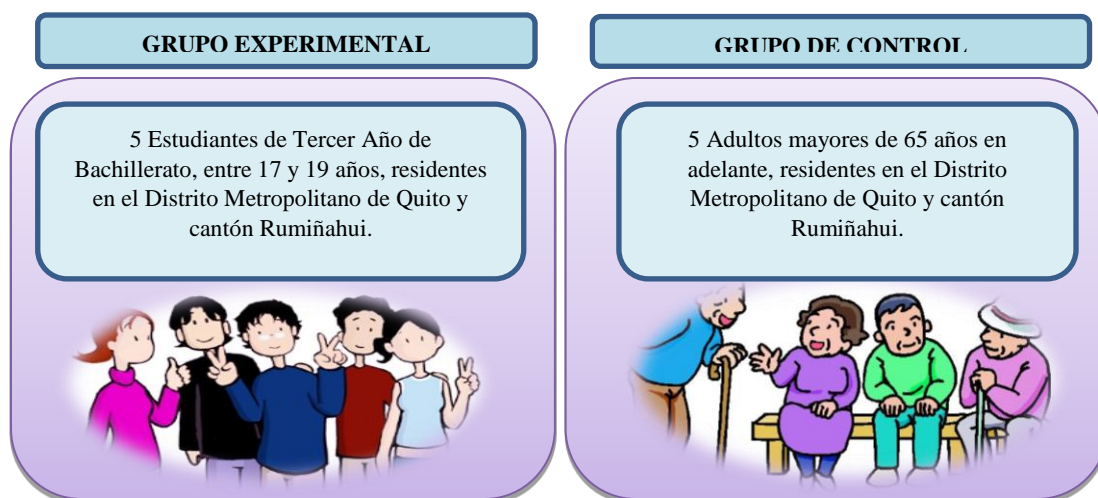 GRUPO EXPERIMENTAL
5 Estudiantes de Tercer Año de
Bachillerato, entre 17 y 19 años, residentes
en el Distrito Metropolitano de Quito y
cantón Rumiñahui.
GRUPO DE CONTROL
5 Adultos mayores de 65 años en
adelante, residentes en el Distrito
Metropolitano de Quito y cantón
Rumiñahui.